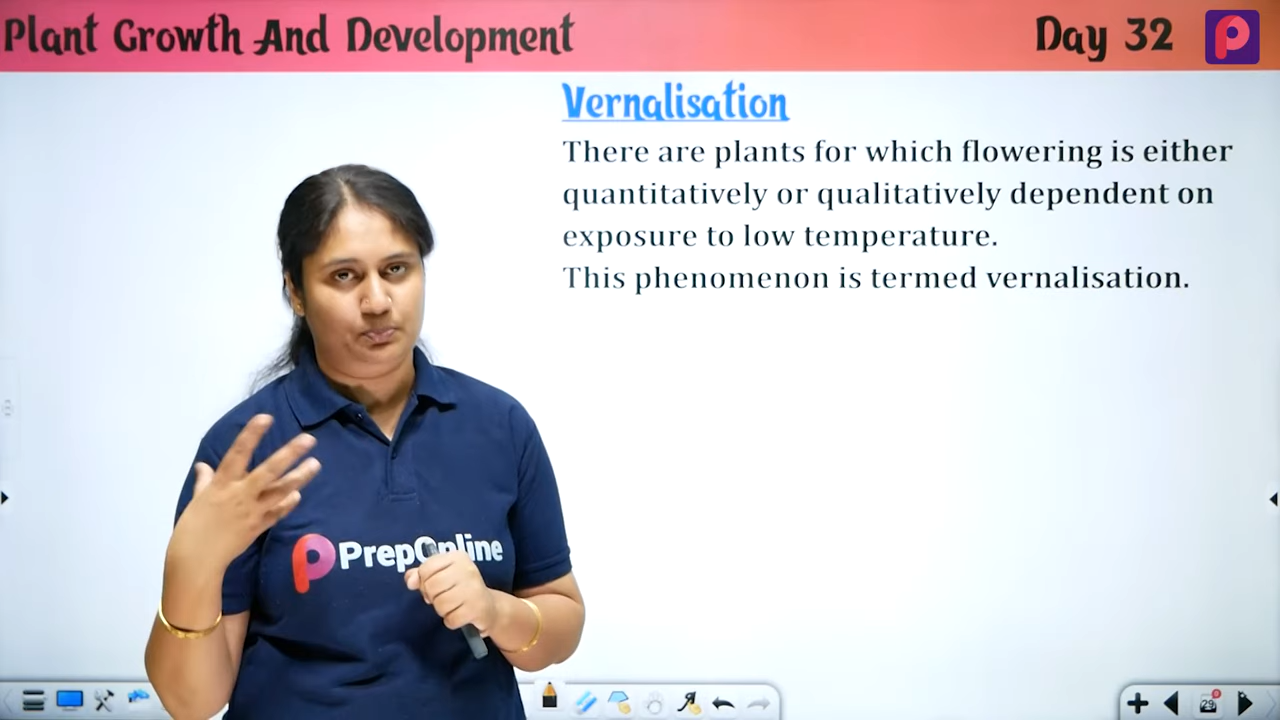 Plant Growth And Development
Day 32
Vernalisation
There are plants for which flowering is either
quantitatively or qualitatively dependent on
exposure to low temperature.
This phenomenon is termed vernalisation.
PrepOnline
29